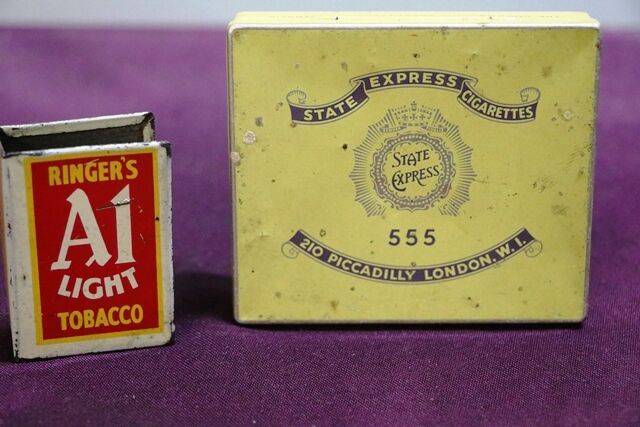 RINGER'S
A1
LIGHT
TOBACCO
STATE EXPRESS CIGARETTES
STATE
EXPRESS
555
210 PICCADILLY LONDON. W. I.